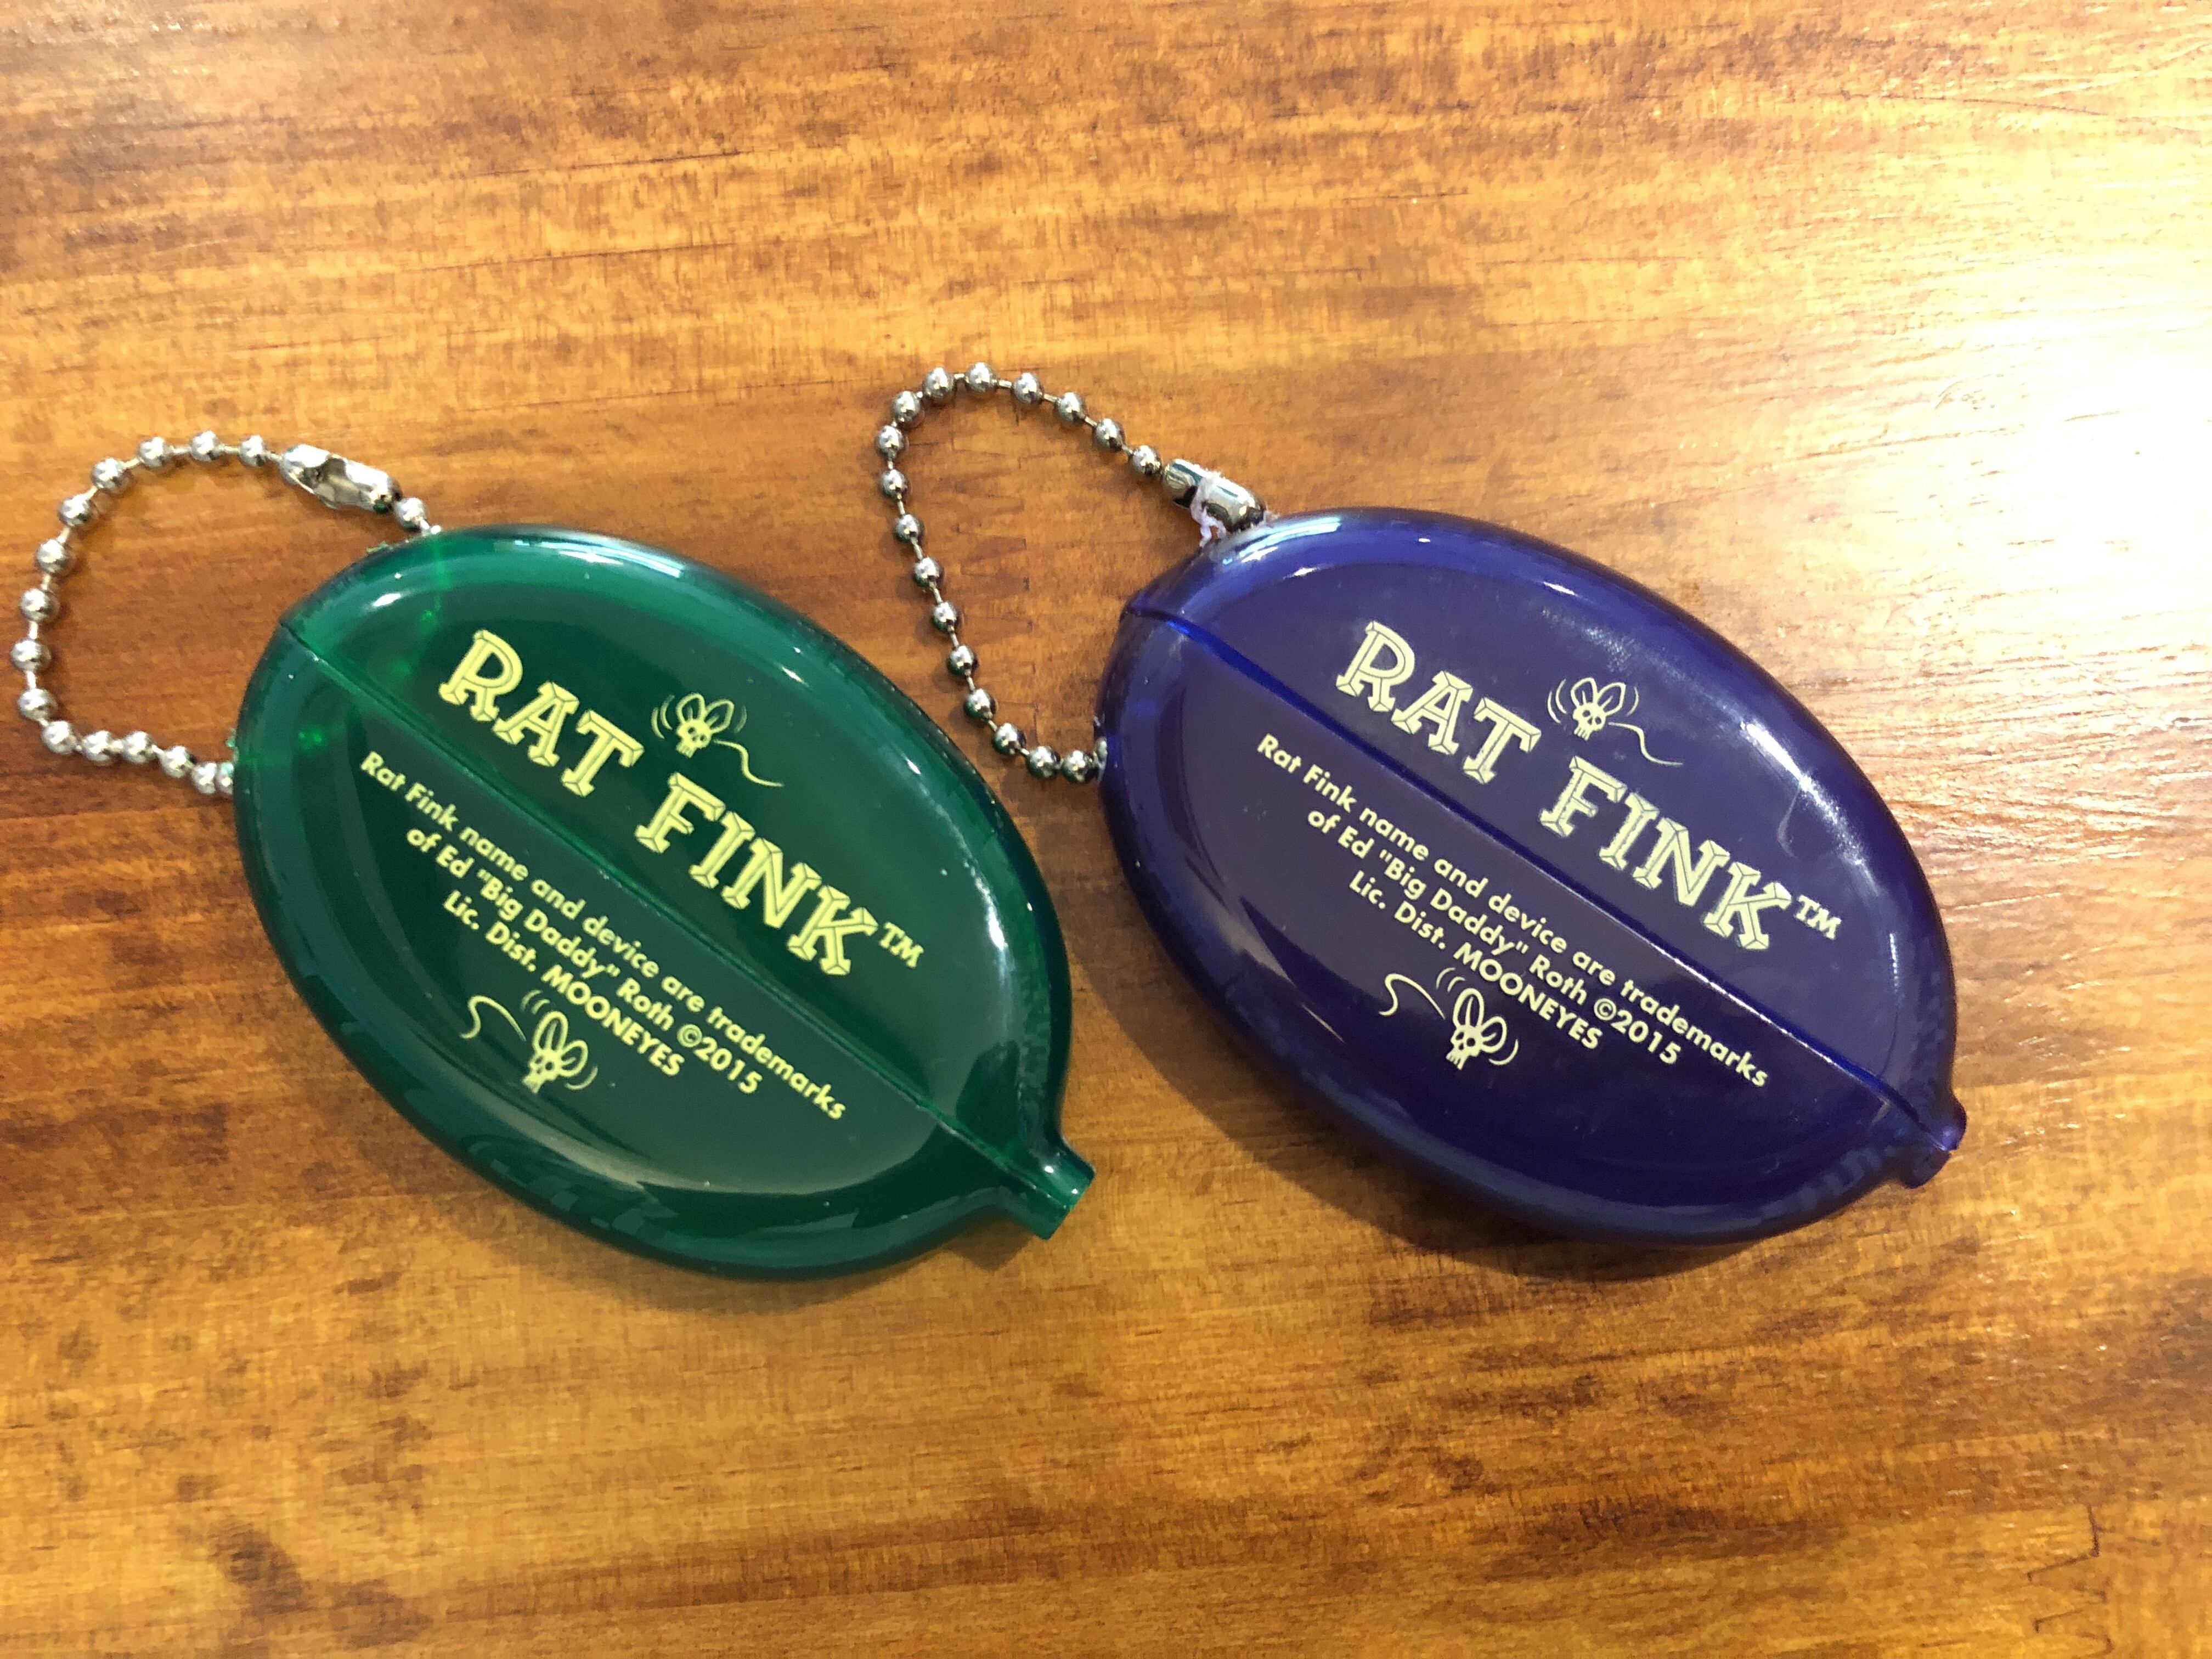 RAT FINK™
Rat Fink name and device are trademarks
of Ed "Big Daddy" Roth ©2015
Lic. Dist. MOONEYES
RAT FINK™
Rat Fink name and device are trademarks
of Ed "Big Daddy" Roth ©2015
Lic. Dist. MOONEYES